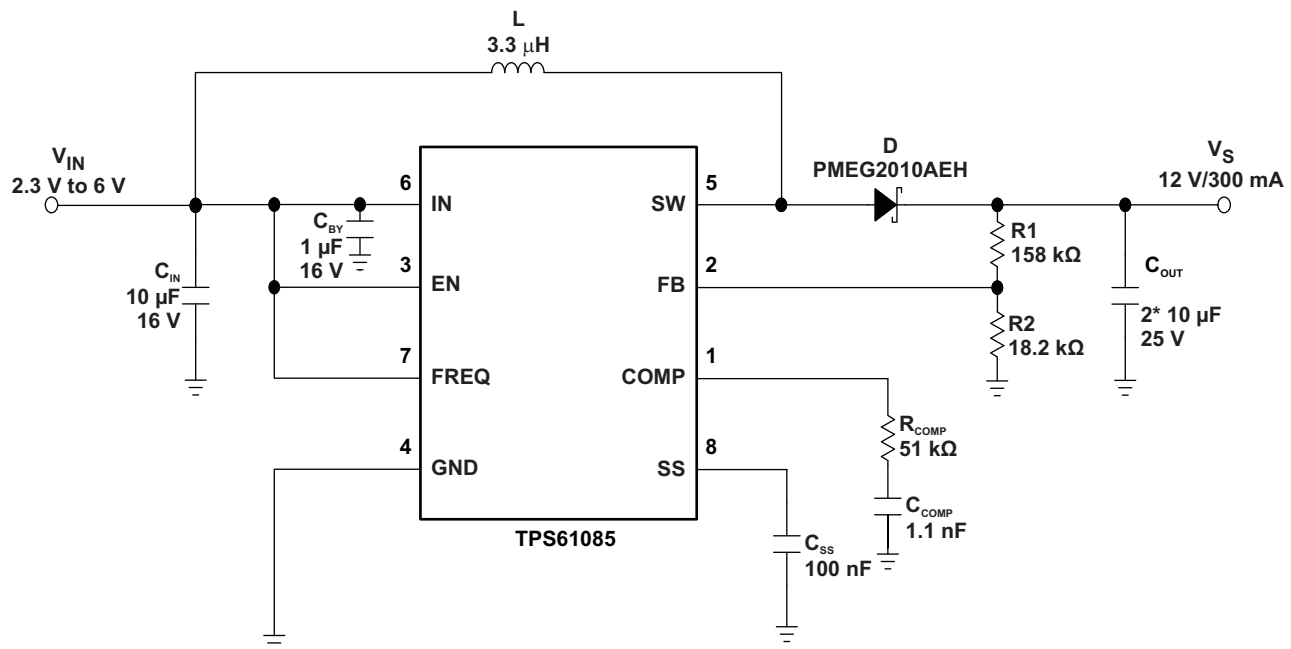 L
3.3 μH
V_IN
2.3 V to 6 V
C_IN
10 µF
16 V
C_BY
1 µF
16 V
6
IN
3
EN
7
FREQ
4
GND
5
SW
2
FB
1
COMP
8
SS
TPS61085
D
PMEG2010AEH
V_S
12 V/300 mA
R1
158 kΩ
R2
18.2 kΩ
C_OUT
2* 10 µF
25 V
R_COMP
51 kΩ
C_COMP
1.1 nF
C_SS
100 nF